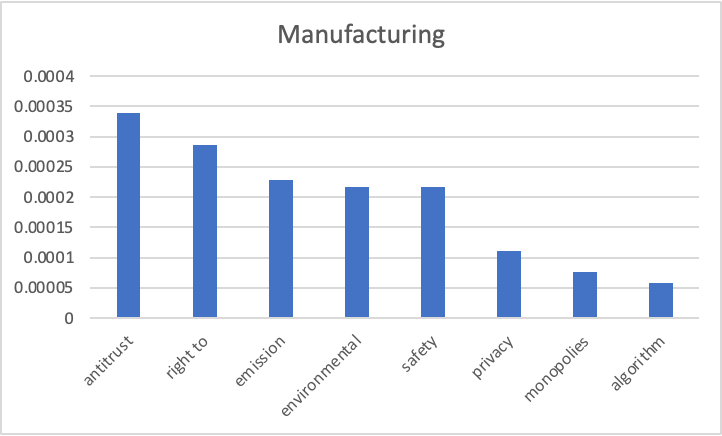 Manufacturing
0.0004
0.00035
0.0003
0.00025
0.0002
0.00015
0.0001
0.00005
0
antitrust
right to
emission
environmental
safety
privacy
monopolies
algorithm